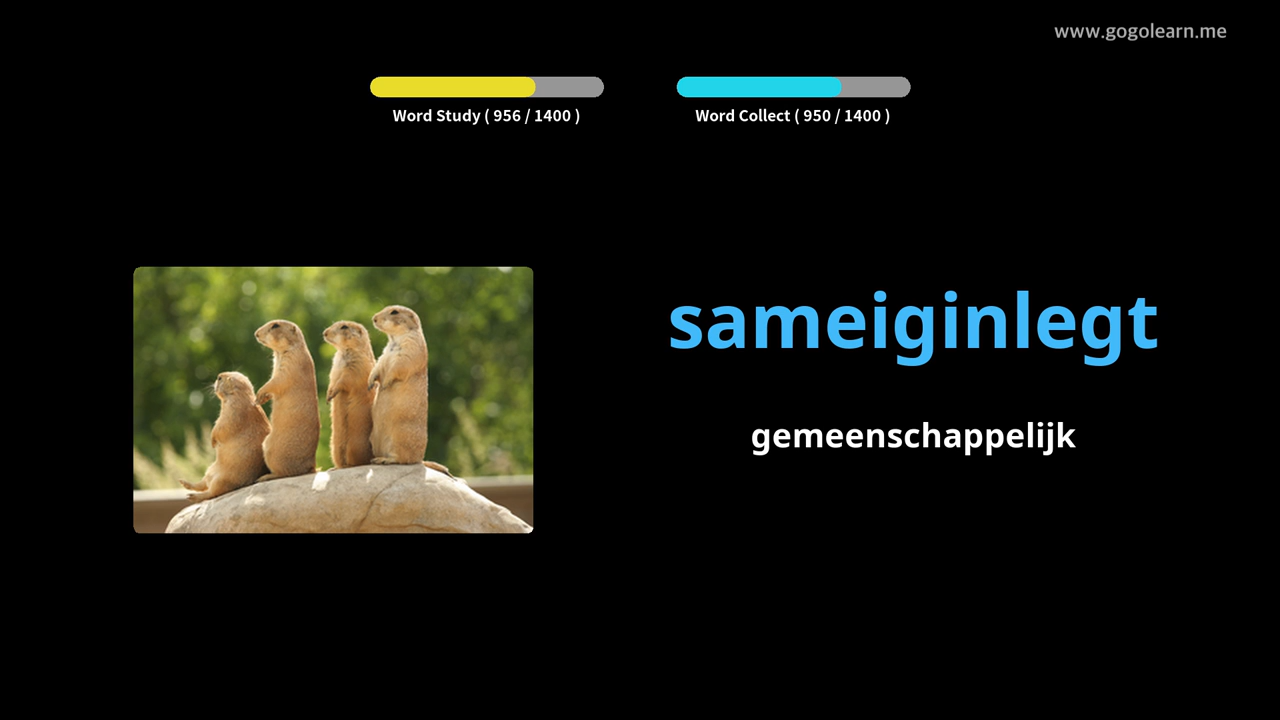 www.gogolearn.me
Word Study ( 956 / 1400 )
Word Collect ( 950 / 1400 )
sameiginlegt
gemeenschappelijk